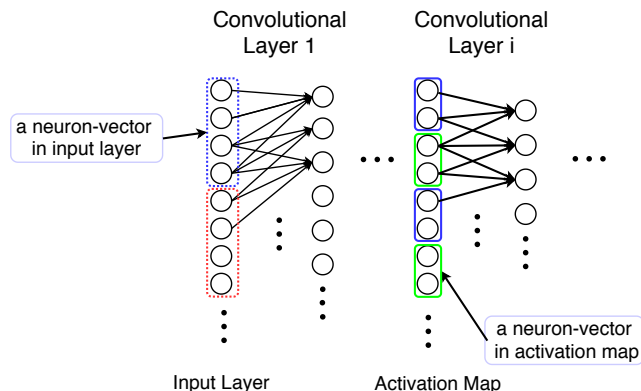 Convolutional
Layer 1
Convolutional
Layer i
a neuron-vector
in input layer
a neuron-vector
in activation map
Input Layer
Activation Map